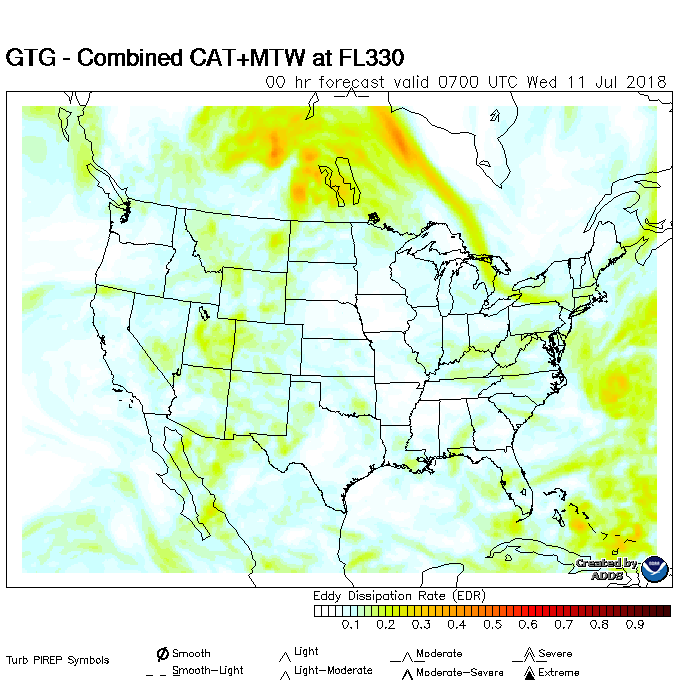 GTG - Combined CAT+MTW at FL330
00 hr forecast valid 0700 UTC Wed 11 Jul 2018
Created by
ADDS
Eddy Dissipation Rate (EDR)
0.1 0.2 0.3 0.4 0.5 0.6 0.7 0.8 0.9
Turb PIREP Symbols
Smooth Light Moderate Severe
Smooth-Light Light-Moderate Moderate-Severe Extreme